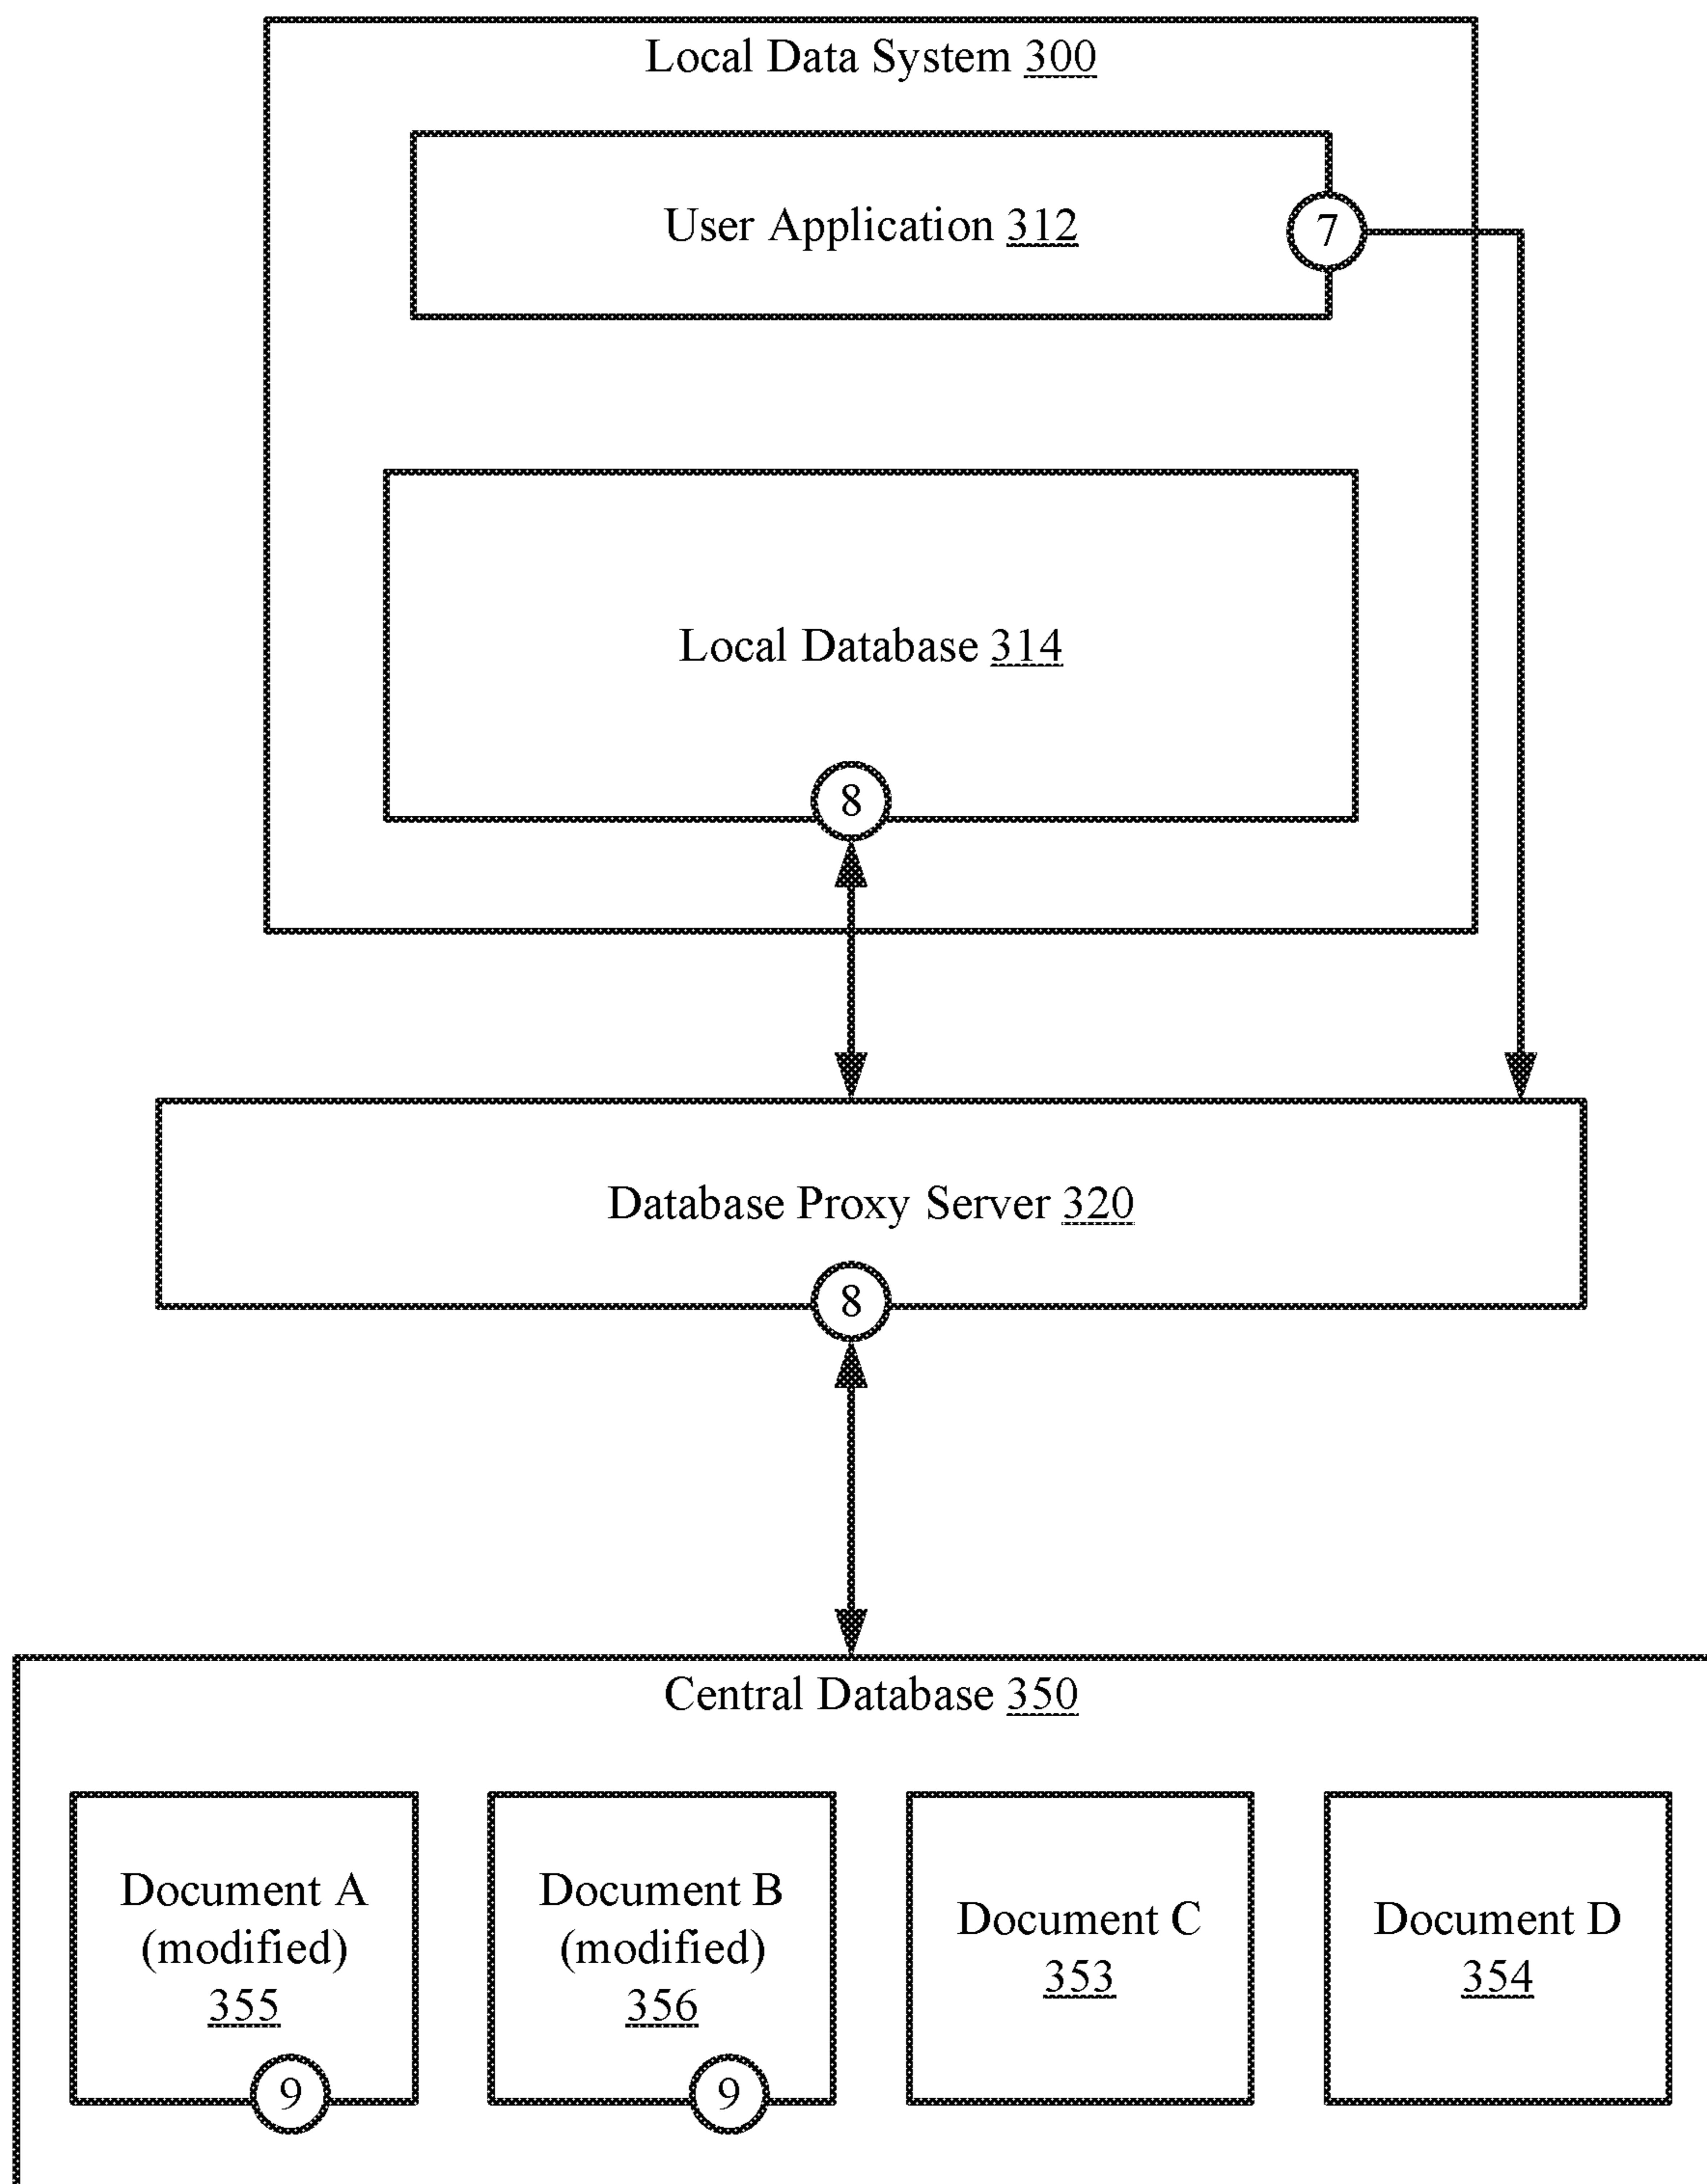 Local Data System 300
User Application 312
7
Local Database 314
8
Database Proxy Server 320
8
Central Database 350
Document A
(modified)
355
9
Document B
(modified)
356
9
Document C
353
Document D
354